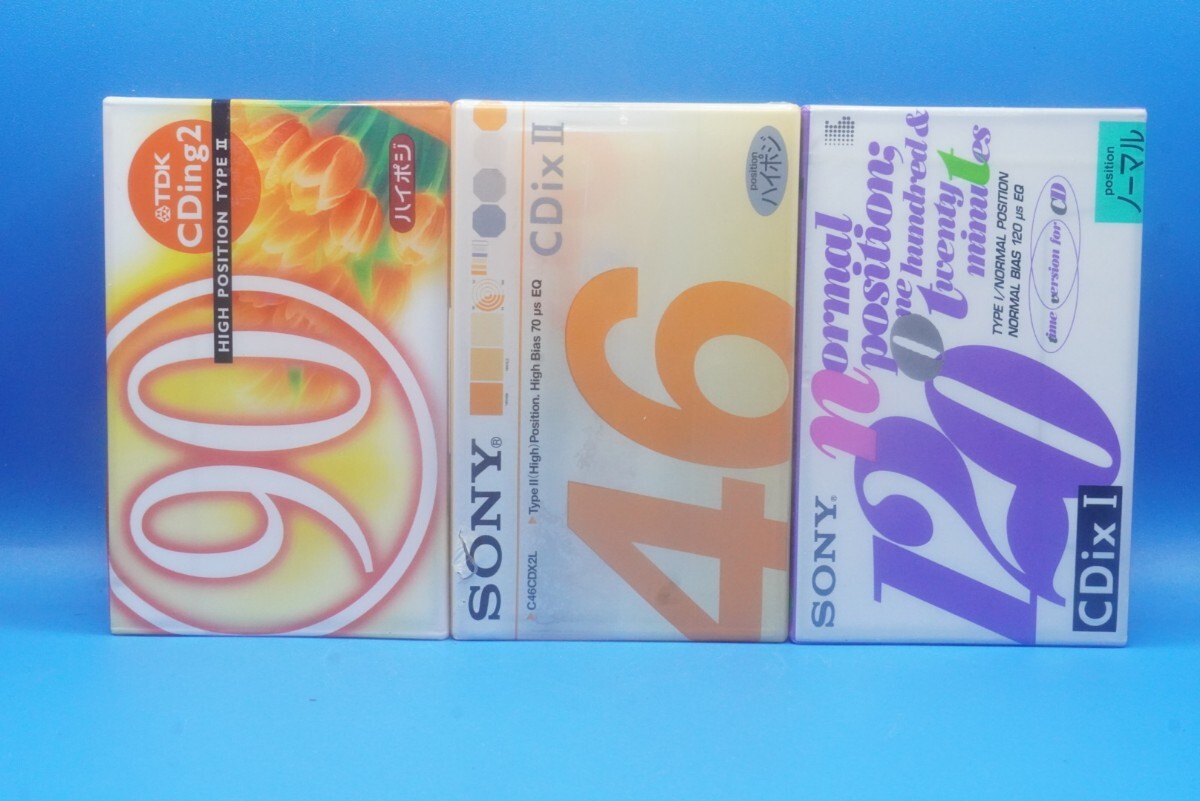 TDK
CDing2
HIGH POSITION TYPE II
ハイポジ
90
SONY®
C46CDX2L
Type II(High)Position. High Bias 70 µs EQ
CDix II
position
ハイポジ
46
SONY®
normal
position;
one hundred &
twenty
minutes
TYPE I/NORMAL POSITION
NORMAL BIAS 120 µs EQ
time version for CD
position
ノーマル
120
CDix I